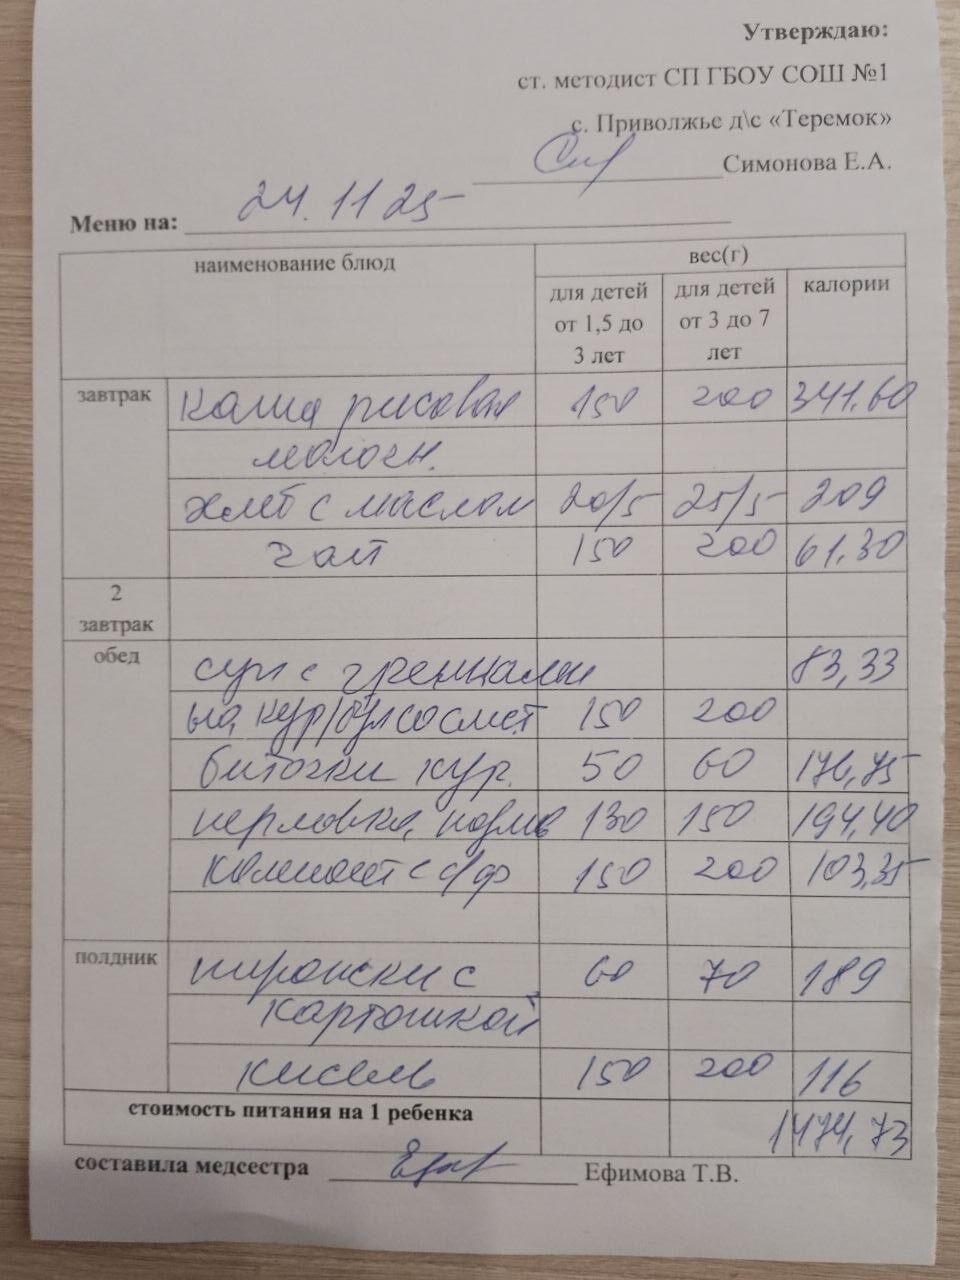 Утверждаю:
ст. методист СП ГБОУ СОШ №1
с. Приволжье д\с «Теремок»
Симонова Е.А.
Меню на: 24.11 25
наименование блюд
вес(г)
для детей от 1,5 до 3 лет
для детей от 3 до 7 лет
калории
завтрак
каша рисовая 150 200 341,60
молочн.
хлеб с маслом 20/5 25/5 209
чай 150 200 61,30
2 завтрак
обед
суп с гренками 83,33
на кур/бул со смет 150 200
биточки кур. 50 60 176,75
перловка, 130 150 194,40
компот с с/ф 150 200 103,35
полдник
пирожки с 60 70 189
картошкой
кисель 150 200 116
стоимость питания на 1 ребенка 1474,73
составила медсестра Ефимова Т.В.